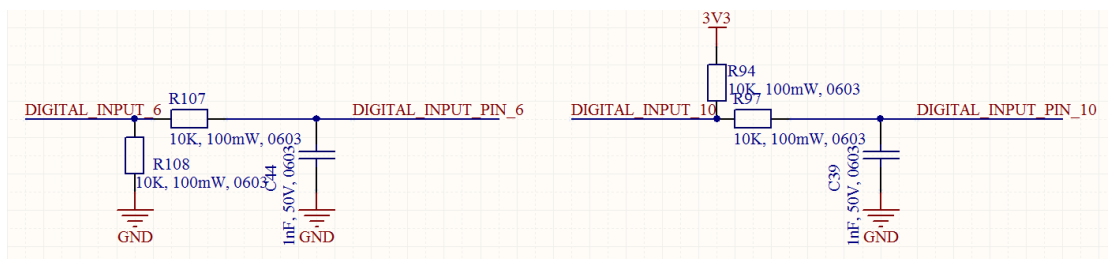 DIGITAL_INPUT_6
R107
10K, 100mW, 0603
DIGITAL_INPUT_PIN_6
R108
10K, 100mW, 0603
C44
1nF, 50V, 0603
GND
GND
3V3
R94
10K, 100mW, 0603
DIGITAL_INPUT_10
R97
10K, 100mW, 0603
DIGITAL_INPUT_PIN_10
C39
1nF, 50V, 0603
GND